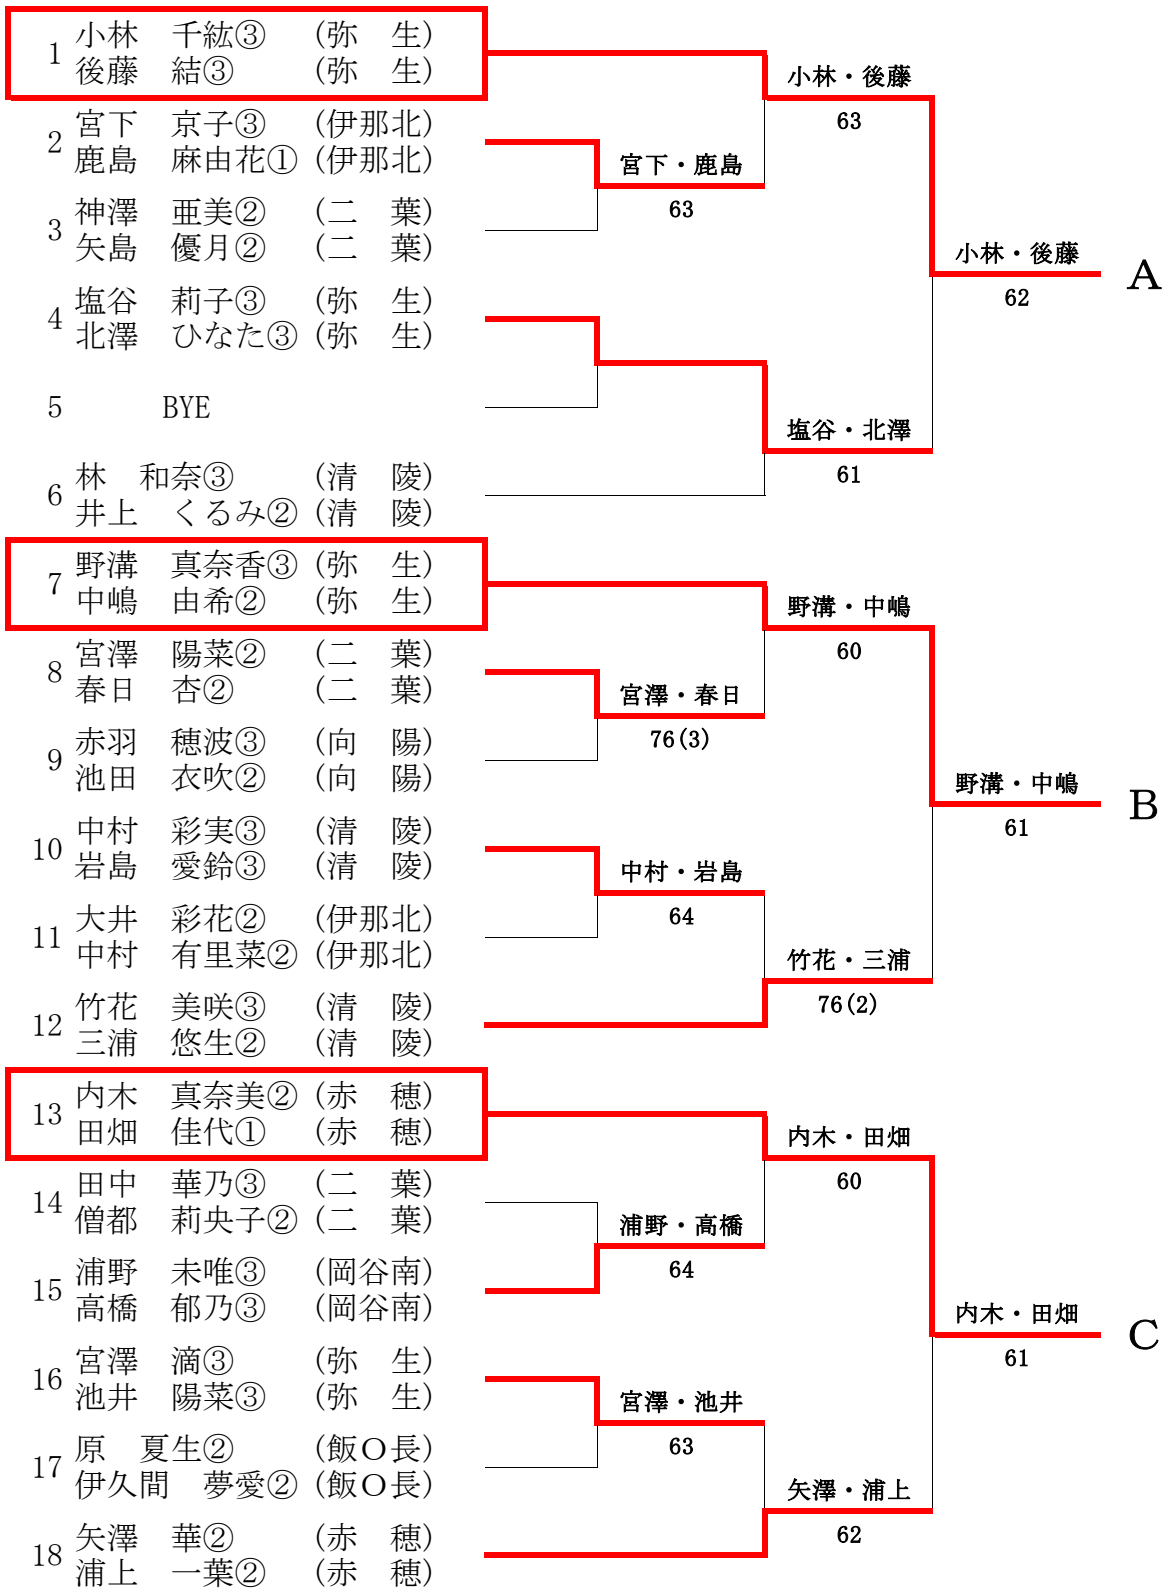 1
小林 千紘③ (弥 生)
後藤 結③ (弥 生)
2
宮下 京子③ (伊那北)
鹿島 麻由花① (伊那北)
3
神澤 亜美② (二 葉)
矢島 優月② (二 葉)
4
塩谷 莉子③ (弥 生)
北澤 ひなた③ (弥 生)
5 BYE
6
林 和奈③ (清 陵)
井上 くるみ② (清 陵)
宮下・鹿島
63
小林・後藤
63
塩谷・北澤
61
小林・後藤
62
A
7
野溝 真奈香③ (弥 生)
中嶋 由希② (弥 生)
8
宮澤 陽菜② (二 葉)
春日 杏② (二 葉)
9
赤羽 穂波③ (向 陽)
池田 衣吹② (向 陽)
10
中村 彩実③ (清 陵)
岩島 愛鈴③ (清 陵)
11
大井 彩花② (伊那北)
中村 有里菜② (伊那北)
12
竹花 美咲③ (清 陵)
三浦 悠生② (清 陵)
宮澤・春日
76(3)
中村・岩島
64
野溝・中嶋
60
竹花・三浦
76(2)
野溝・中嶋
61
B
13
内木 真奈美② (赤 穂)
田畑 佳代① (赤 穂)
14
田中 華乃③ (二 葉)
僧都 莉央子② (二 葉)
15
浦野 未唯③ (岡谷南)
高橋 郁乃③ (岡谷南)
16
宮澤 滴③ (弥 生)
池井 陽菜③ (弥 生)
17
原 夏生② (飯O長)
伊久間 夢愛② (飯O長)
18
矢澤 華② (赤 穂)
浦上 一葉② (赤 穂)
浦野・高橋
64
宮澤・池井
63
内木・田畑
60
矢澤・浦上
62
内木・田畑
61
C